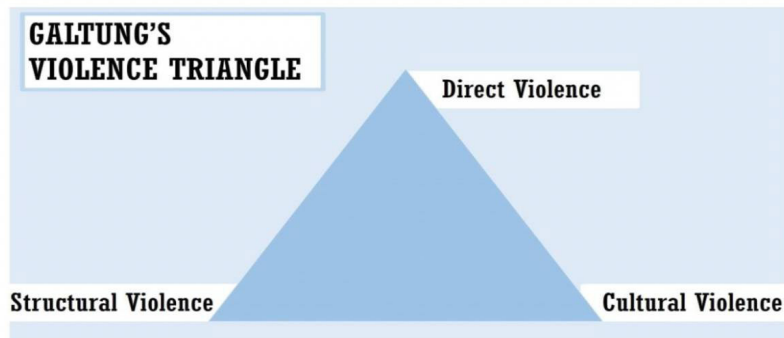 GALTUNG'S
VIOLENCE TRIANGLE
Direct Violence
Structural Violence
Cultural Violence